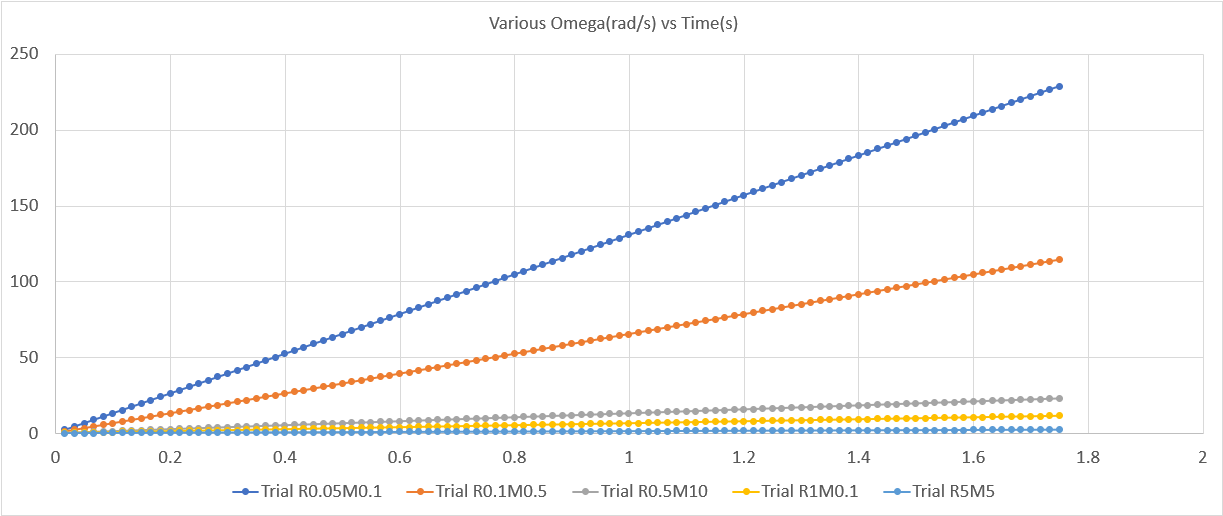 Various Omega(rad/s) vs Time(s)
250
200
150
100
50
0
0 0.2 0.4 0.6 0.8 1 1.2 1.4 1.6 1.8 2
Trial R0.05M0.1 Trial R0.1M0.5 Trial R0.5M10 Trial R1M0.1 Trial R5M5